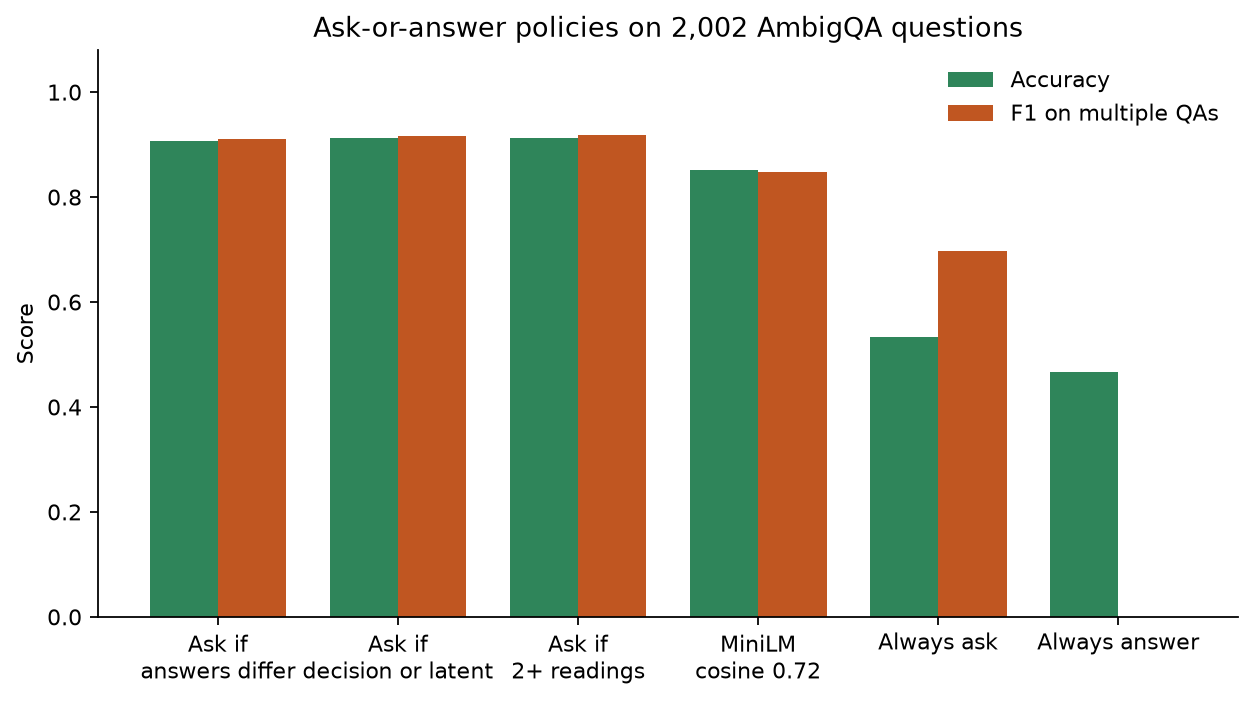 Ask-or-answer policies on 2,002 AmbigQA questions
Accuracy
F1 on multiple QAs
Score
1.0
0.8
0.6
0.4
0.2
0.0
Ask if
answers differ
Ask if
decision or latent
Ask if
2+ readings
MiniLM
cosine 0.72
Always ask
Always answer